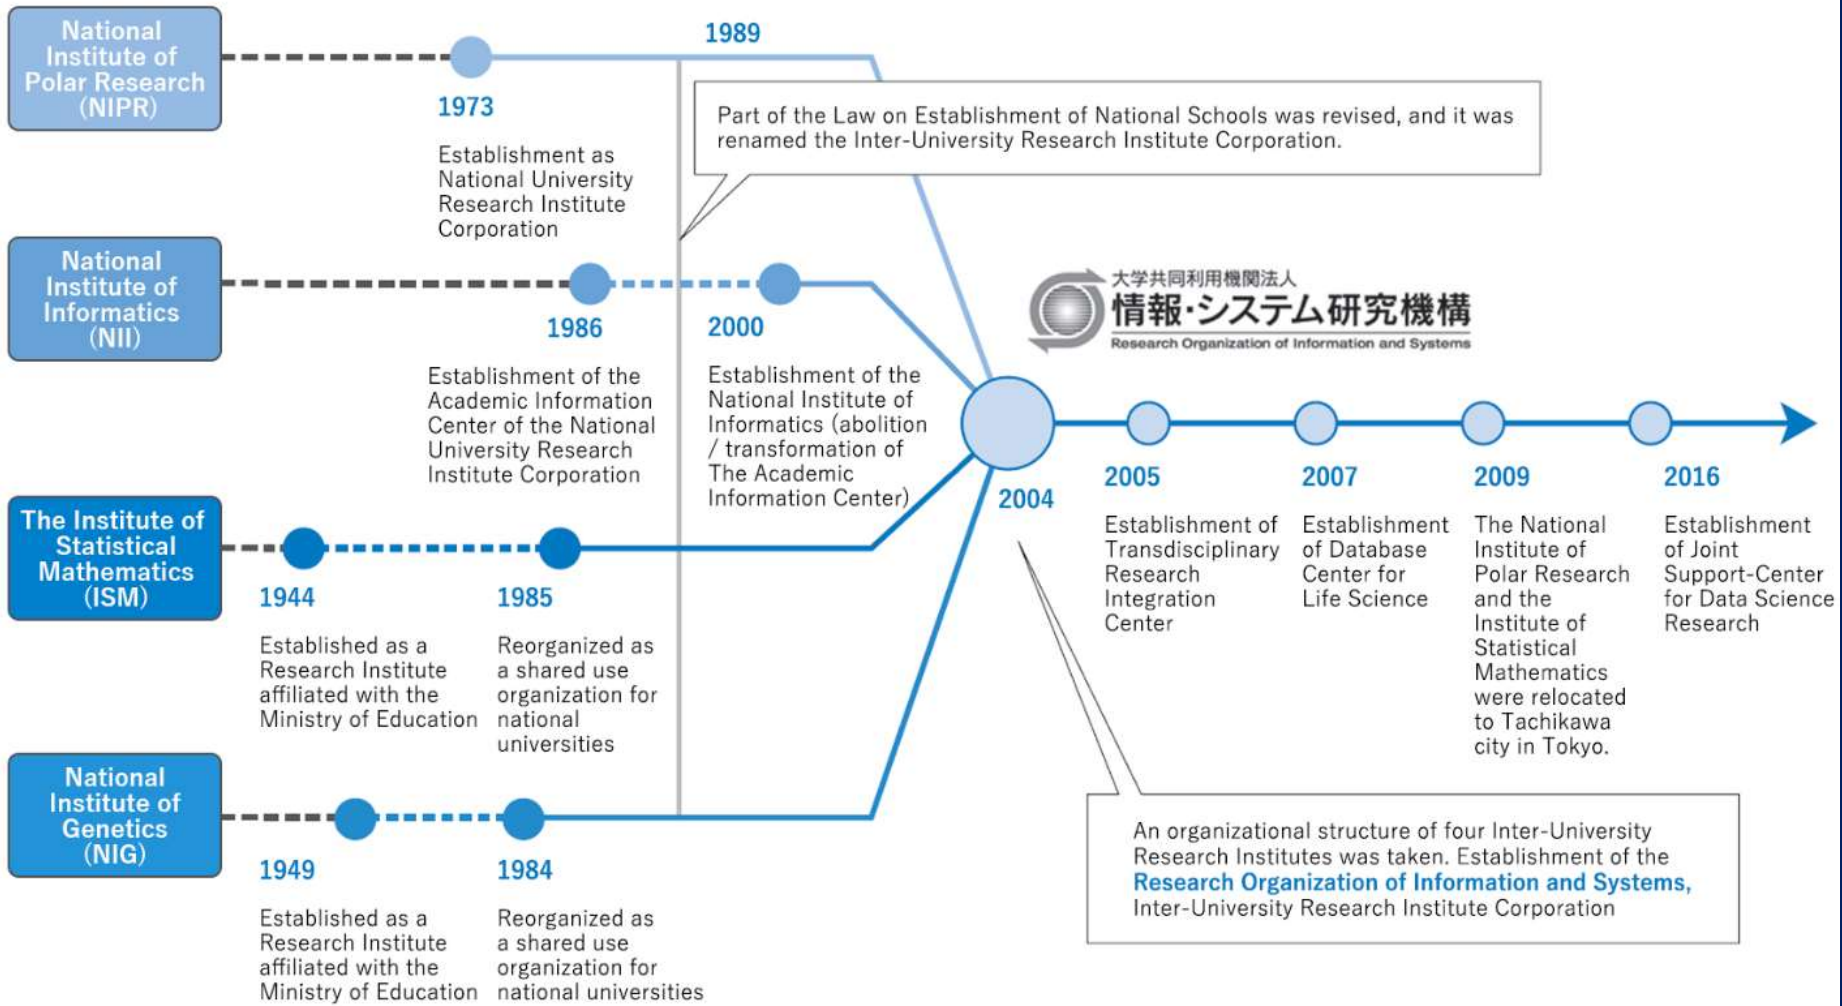 National
Institute of
Polar Research
(NIPR)
1973
Establishment as
National University
Research Institute
Corporation
1989
Part of the Law on Establishment of National Schools was revised, and it was
renamed the Inter-University Research Institute Corporation.
National
Institute of
Informatics
(NII)
1986
Establishment of the
Academic Information
Center of the National
University Research
Institute Corporation
2000
Establishment of the
National Institute of
Informatics (abolition
/ transformation of
The Academic
Information Center)
The Institute of
Statistical
Mathematics
(ISM)
1944
Established as a
Research Institute
affiliated with the
Ministry of Education
1985
Reorganized as
a shared use
organization for
national
universities
National
Institute of
Genetics
(NIG)
1949
Established as a
Research Institute
affiliated with the
Ministry of Education
1984
Reorganized as
a shared use
organization for
national universities
大学共同利用機関法人
情報・システム研究機構
Research Organization of Information and Systems
2004
An organizational structure of four Inter-University
Research Institutes was taken. Establishment of the
Research Organization of Information and Systems,
Inter-University Research Institute Corporation
2005
Establishment of
Transdisciplinary
Research
Integration
Center
2007
Establishment
of Database
Center for
Life Science
2009
The National
Institute of
Polar Research
and the
Institute of
Statistical
Mathematics
were relocated
to Tachikawa
city in Tokyo.
2016
Establishment
of Joint
Support-Center
for Data Science
Research